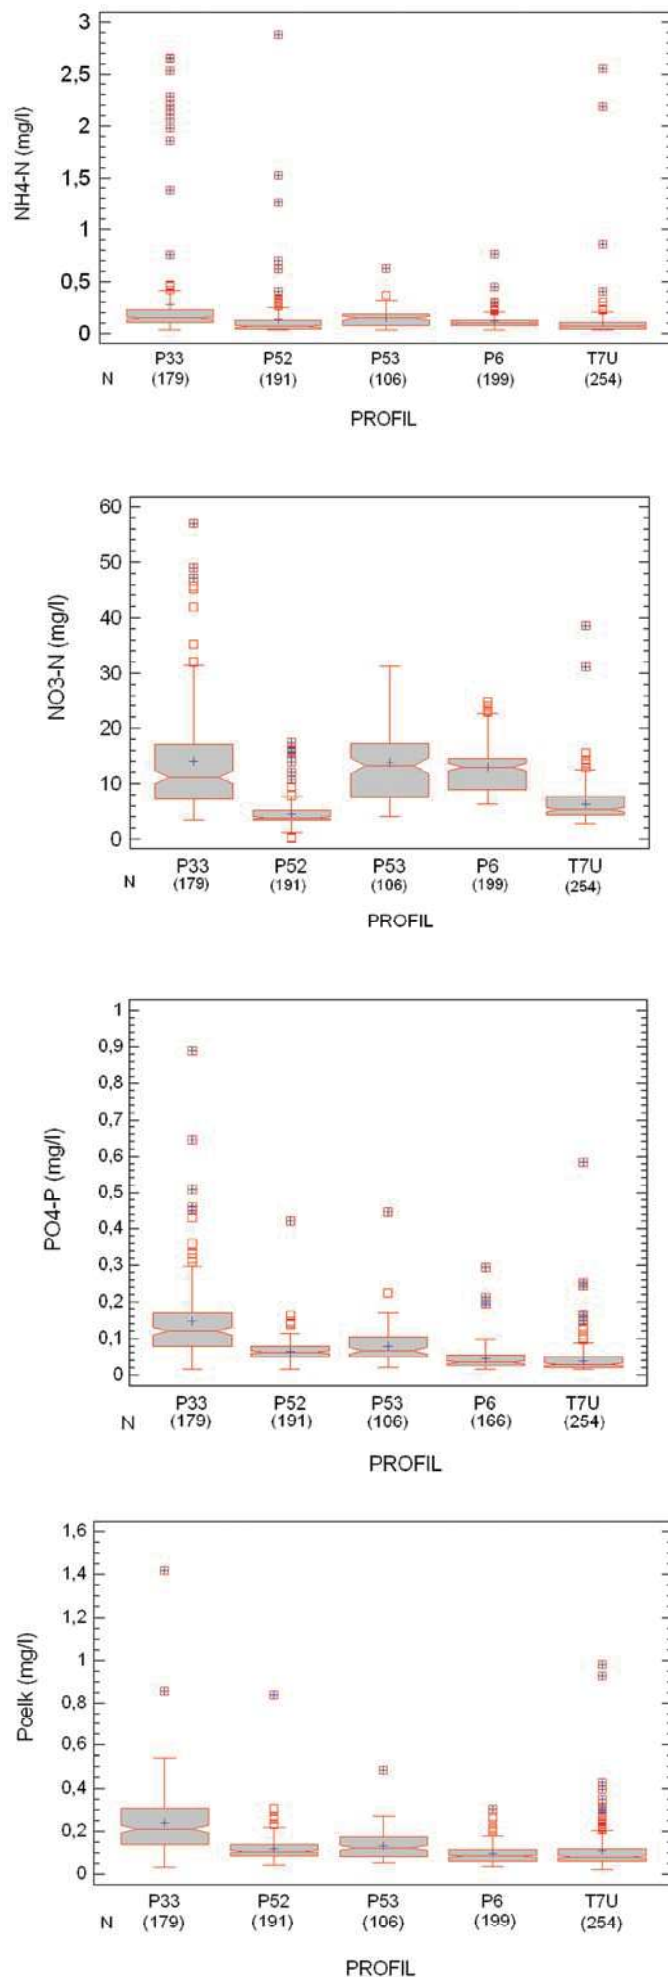 NH4-N (mg/l)
3
2,5
2
1,5
1
0,5
0
P33 P52 P53 P6 T7U
N (179) (191) (106) (199) (254)
PROFIL
NO3-N (mg/l)
60
50
40
30
20
10
0
P33 P52 P53 P6 T7U
N (179) (191) (106) (199) (254)
PROFIL
PO4-P (mg/l)
1
0,9
0,8
0,7
0,6
0,5
0,4
0,3
0,2
0,1
0
P33 P52 P53 P6 T7U
N (179) (191) (106) (166) (254)
PROFIL
Pcelk (mg/l)
1,6
1,4
1,2
1
0,8
0,6
0,4
0,2
0
P33 P52 P53 P6 T7U
N (179) (191) (106) (199) (254)
PROFIL